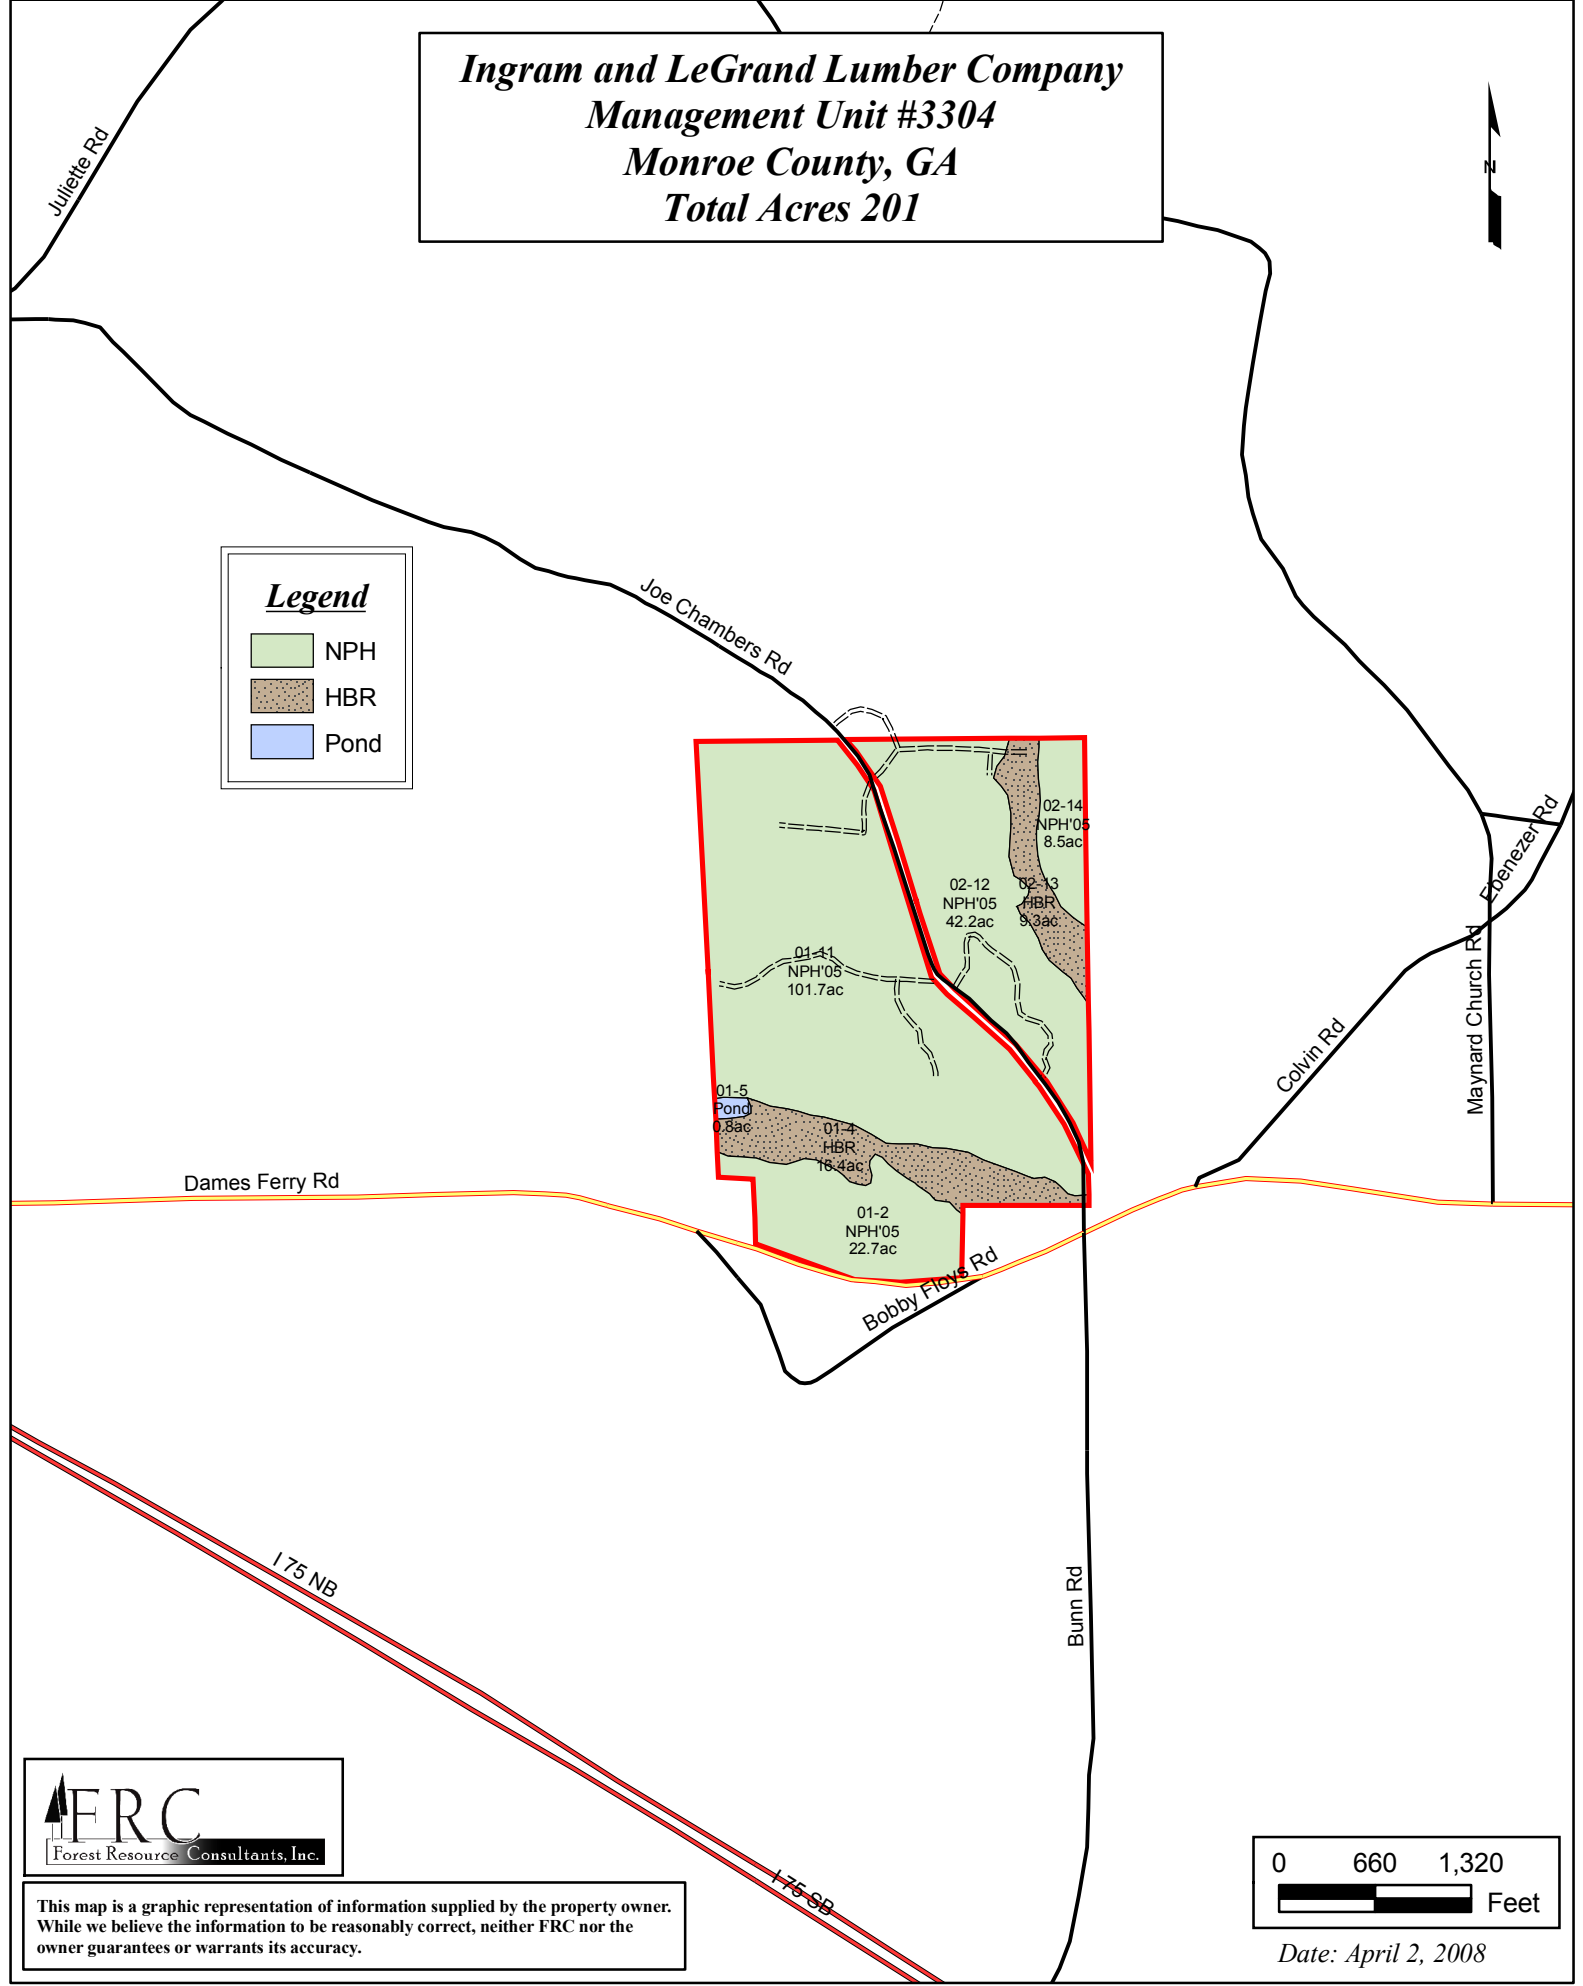 Ingram and LeGrand Lumber Company
Management Unit #3304
Monroe County, GA
Total Acres 201
N
Juliette Rd
Legend
NPH
HBR
Pond
Joe Chambers Rd
02-14
NPH'05
8.5ac
02-12
NPH'05
42.2ac
02-13
HBR
9.3ac
Ebenezer Rd
01-11
NPH'05
101.7ac
Maynard Church Rd
Colvin Rd
01-5
Pond
0.8ac
01-4
HBR
16.4ac
Dames Ferry Rd
01-2
NPH'05
22.7ac
Bobby Floys Rd
I 75 NB
Bunn Rd
I 75 SB
FRC
Forest Resource Consultants, Inc.
This map is a graphic representation of information supplied by the property owner.
While we believe the information to be reasonably correct, neither FRC nor the
owner guarantees or warrants its accuracy.
0 660 1,320
Feet
Date: April 2, 2008